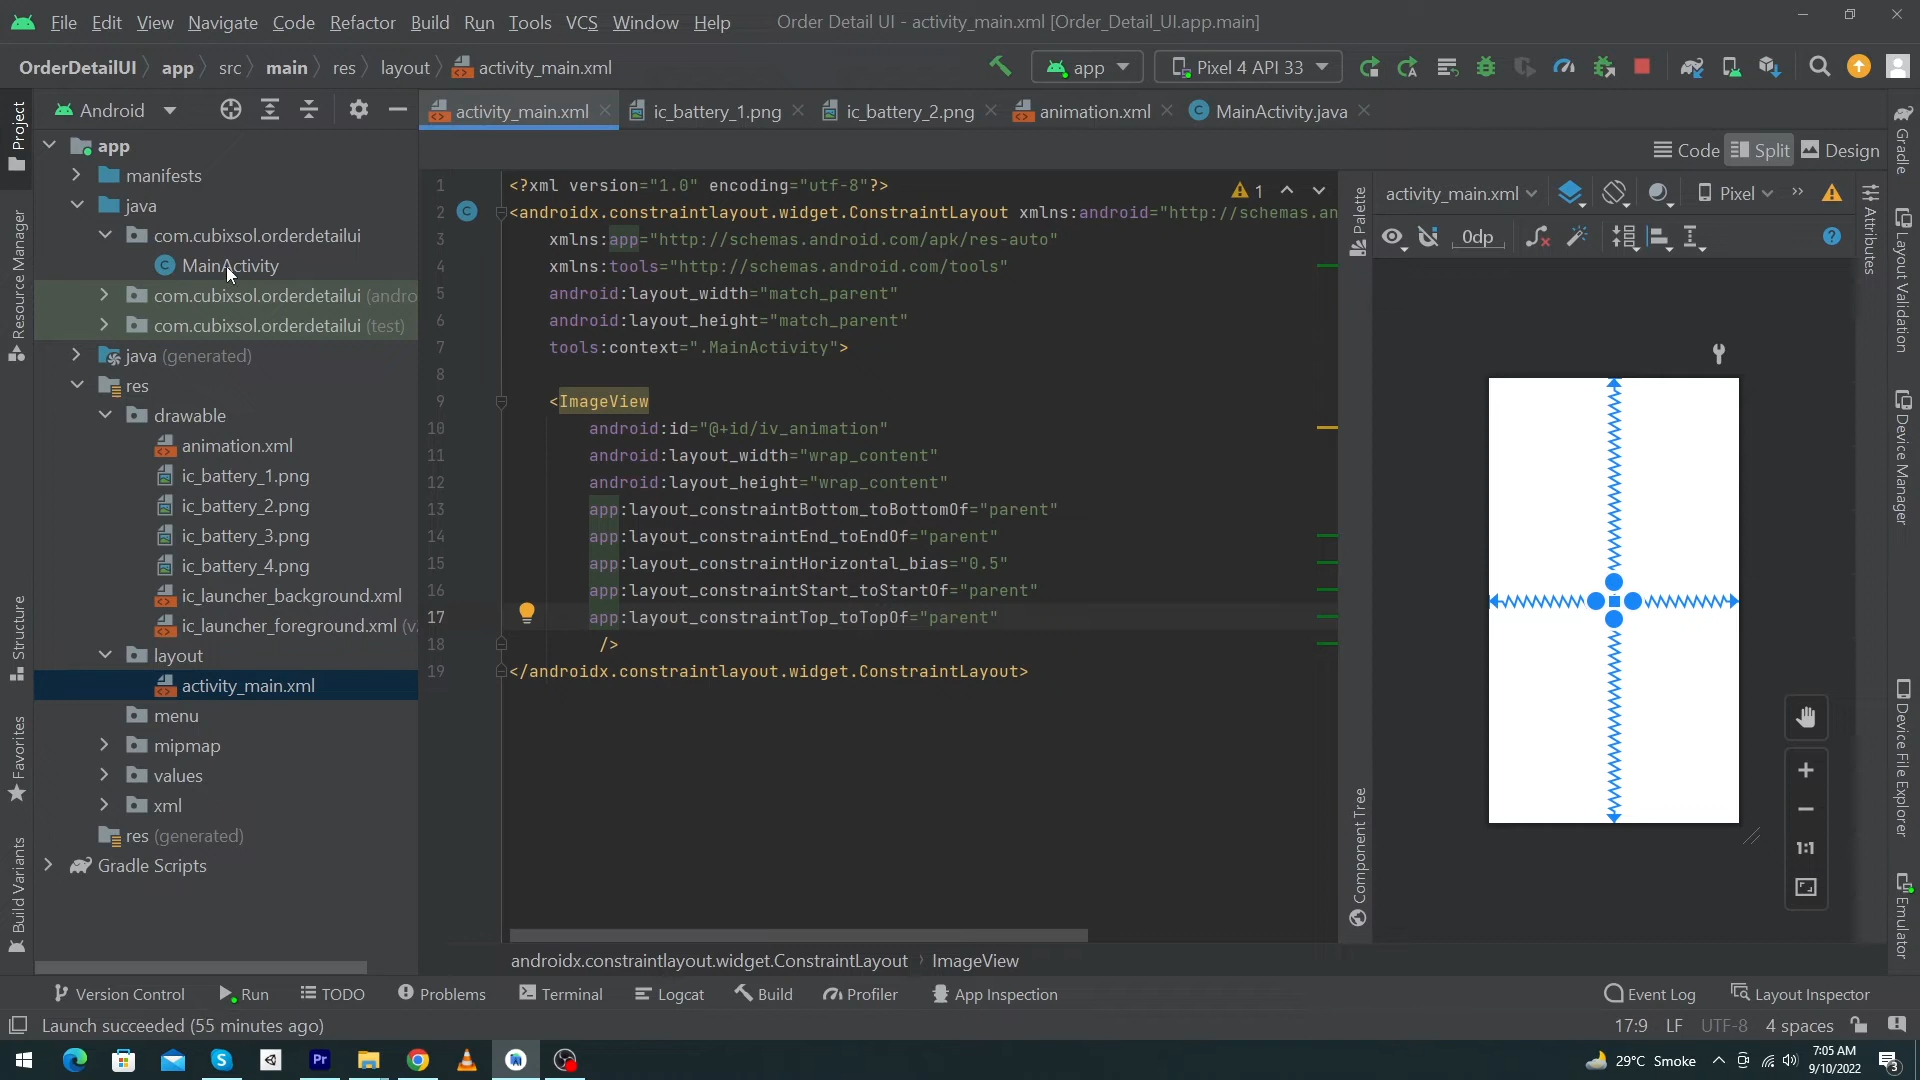 File Edit View Navigate Code Refactor Build Run Tools VCS Window Help Order Detail UI - activity_main.xml [Order_Detail_UI.app.main]
OrderDetailUI app src main res layout activity_main.xml app Pixel 4 API 33
Android activity_main.xml ic_battery_1.png ic_battery_2.png animation.xml MainActivity.java
Code Split Design
Project
Resource Manager
Structure
Favorites
Build Variants
app
manifests
java
com.cubixsol.orderdetailui
MainActivity
com.cubixsol.orderdetailui (andro
com.cubixsol.orderdetailui (test)
java (generated)
res
drawable
animation.xml
ic_battery_1.png
ic_battery_2.png
ic_battery_3.png
ic_battery_4.png
ic_launcher_background.xml
ic_launcher_foreground.xml (v.
layout
activity_main.xml
menu
mipmap
values
xml
res (generated)
Gradle Scripts
1 <?xml version="1.0" encoding="utf-8"?>
2 <androidx.constraintlayout.widget.ConstraintLayout xmlns:android="http://schemas.an
3 xmlns:app="http://schemas.android.com/apk/res-auto"
4 xmlns:tools="http://schemas.android.com/tools"
5 android:layout_width="match_parent"
6 android:layout_height="match_parent"
7 tools:context=".MainActivity">
8
9 <ImageView
10 android:id="@+id/iv_animation"
11 android:layout_width="wrap_content"
12 android:layout_height="wrap_content"
13 app:layout_constraintBottom_toBottomOf="parent"
14 app:layout_constraintEnd_toEndOf="parent"
15 app:layout_constraintHorizontal_bias="0.5"
16 app:layout_constraintStart_toStartOf="parent"
17 app:layout_constraintTop_toTopOf="parent"
18 />
19 </androidx.constraintlayout.widget.ConstraintLayout>
1
androidx.constraintlayout.widget.ConstraintLayout ImageView
Palette
Component Tree
activity_main.xml Pixel
0dp
1:1
Attributes
Gradle
Layout Validation
Device Manager
Device File Explorer
Emulator
Version Control Run TODO Problems Terminal Logcat Build Profiler App Inspection Event Log Layout Inspector
Launch succeeded (55 minutes ago) 17:9 LF UTF-8 4 spaces
29°C Smoke 7:05 AM
9/10/2022
3
Pr